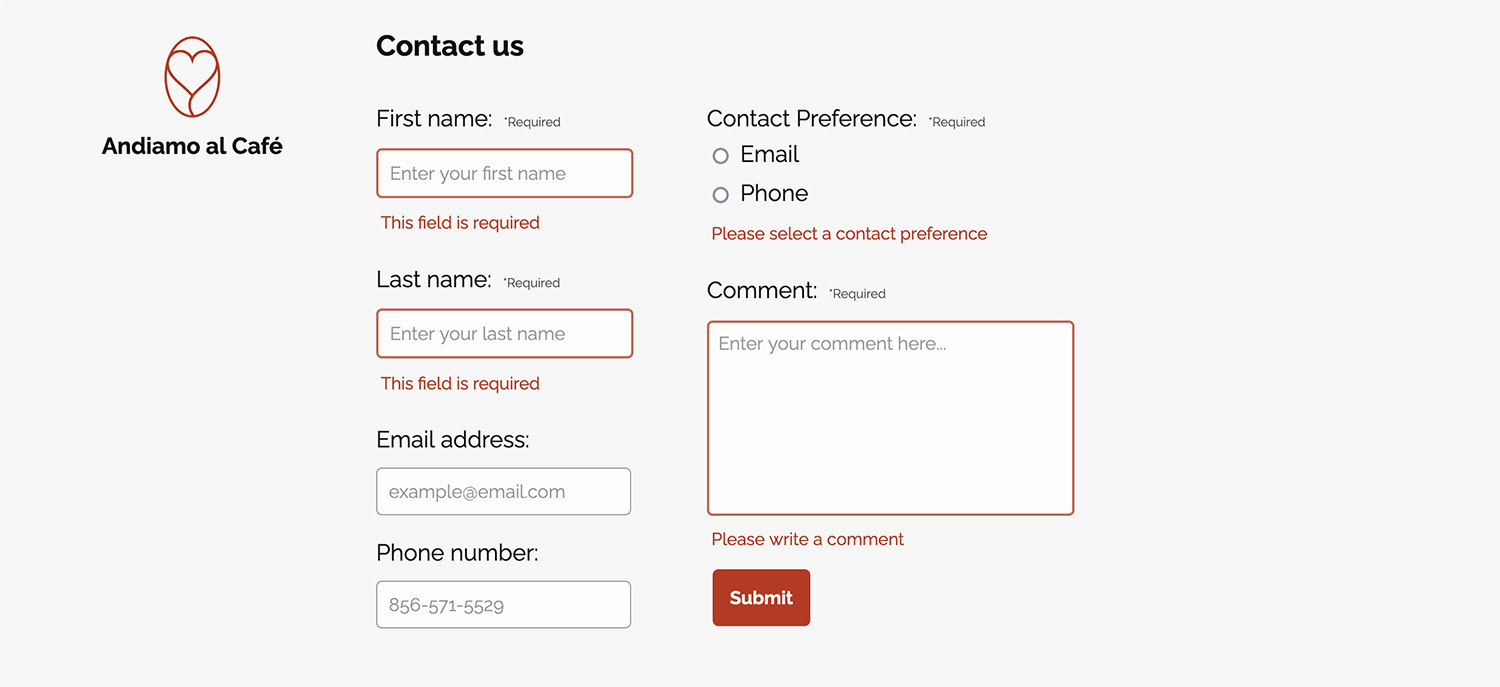 Andiamo al Café
Contact us
First name: *Required
Enter your first name
This field is required
Last name: *Required
Enter your last name
This field is required
Email address:
example@email.com
Phone number:
856-571-5529
Contact Preference: *Required
Email
Phone
Please select a contact preference
Comment: *Required
Enter your comment here...
Please write a comment
Submit